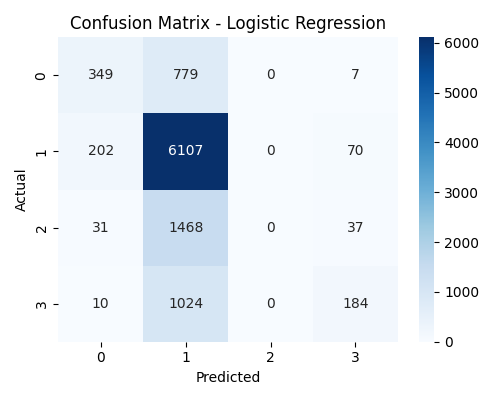 Confusion Matrix - Logistic Regression
Actual
0 349 779 0 7
1 202 6107 0 70
2 31 1468 0 37
3 10 1024 0 184
0 1 2 3
Predicted
6000
5000
4000
3000
2000
1000
0